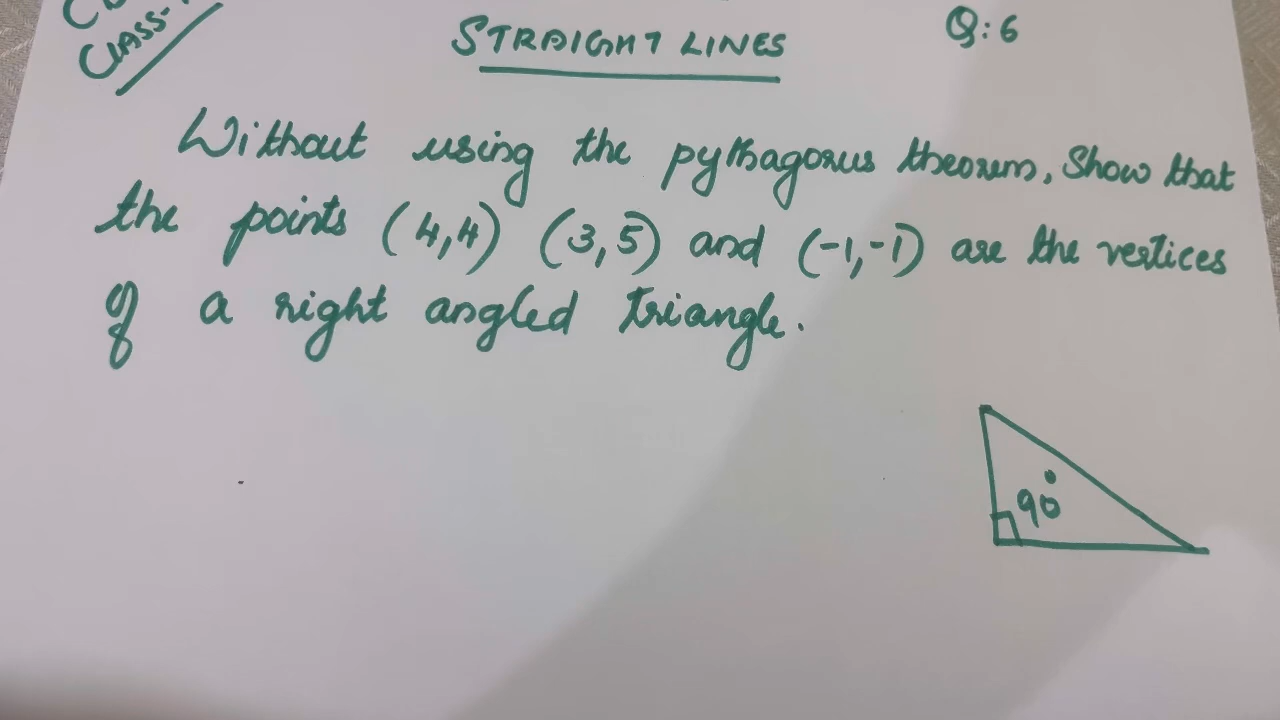 CLASS-
STRAIGHT LINES
Q: 6
Without using the pythagorus theorem, Show that
the points (4,4) (3,5) and (-1,-1) are the vertices
of a right angled triangle.
90°